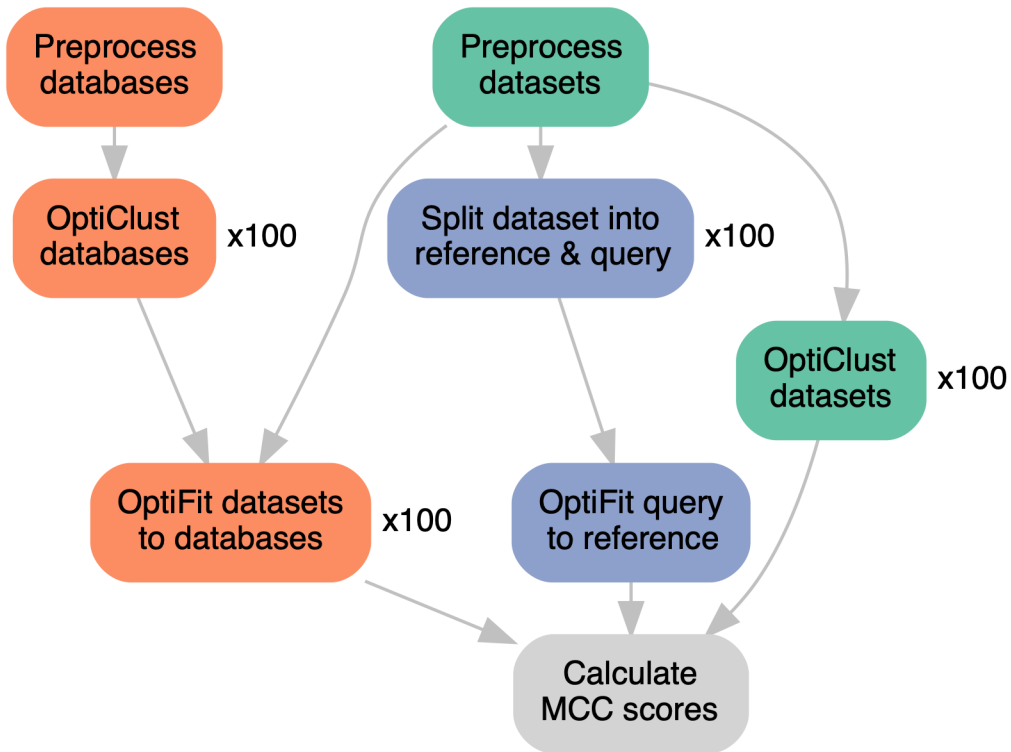 Preprocess
databases
Preprocess
datasets
OptiClust
databases
x100
Split dataset into
reference & query
x100
OptiClust
datasets
x100
OptiFit datasets
to databases
x100
OptiFit query
to reference
Calculate
MCC scores